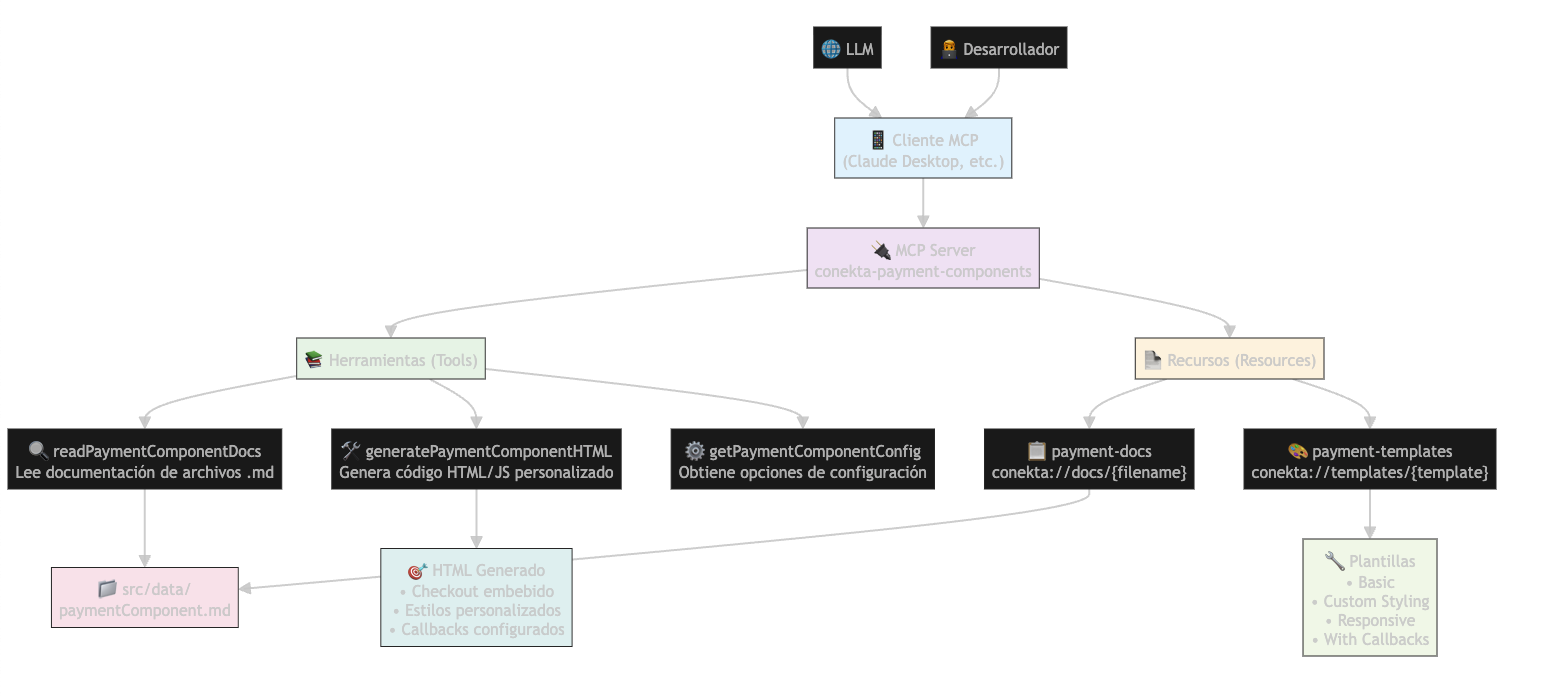 🌐 LLM
👩‍💻 Desarrollador
📱 Cliente MCP
(Claude Desktop, etc.)
🔌 MCP Server
conekta-payment-components
📚 Herramientas (Tools)
📄 Recursos (Resources)
🔍 readPaymentComponentDocs
Lee documentación de archivos .md
🛠️ generatePaymentComponentHTML
Genera código HTML/JS personalizado
⚙️ getPaymentComponentConfig
Obtiene opciones de configuración
📋 payment-docs
conekta://docs/{filename}
🎨 payment-templates
conekta://templates/{template}
📁 src/data/
paymentComponent.md
🎯 HTML Generado
• Checkout embebido
• Estilos personalizados
• Callbacks configurados
🔧 Plantillas
• Basic
• Custom Styling
• Responsive
• With Callbacks